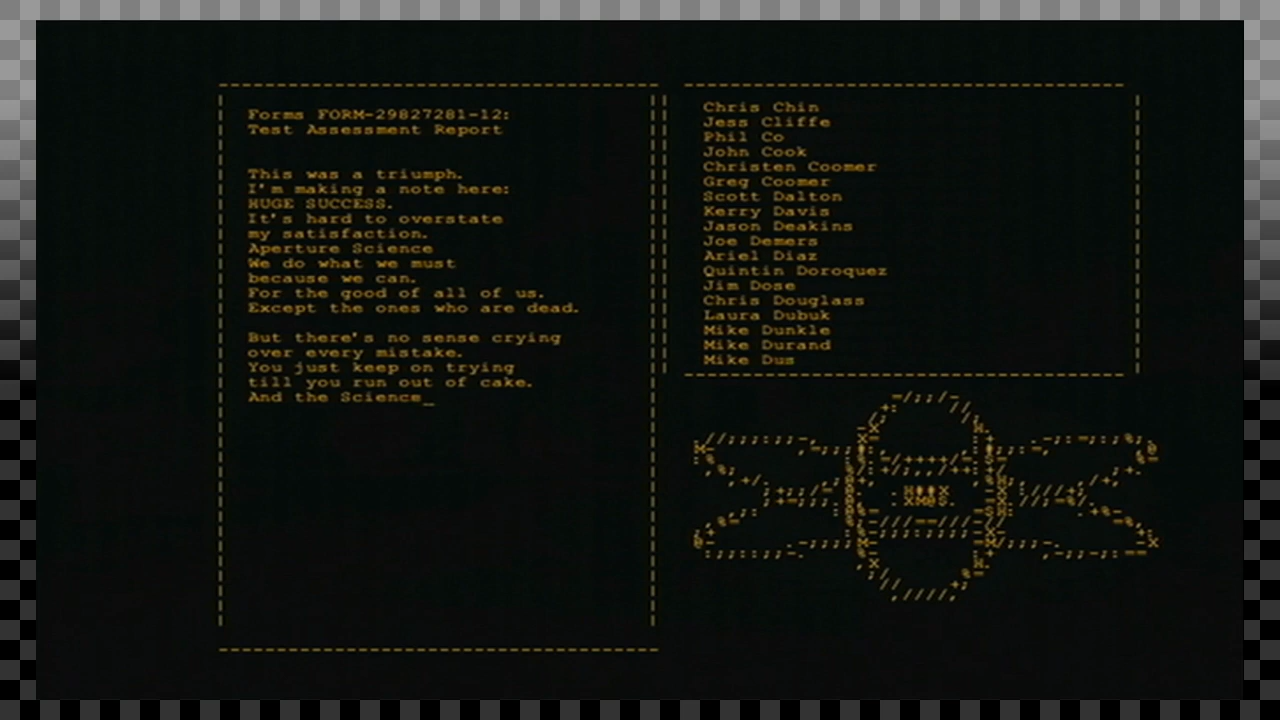 Forms FORM-29827281-12:
Test Assessment Report
This was a triumph.
I'm making a note here:
HUGE SUCCESS.
It's hard to overstate
my satisfaction.
Aperture Science
We do what we must
because we can.
For the good of all of us.
Except the ones who are dead.
But there's no sense crying
over every mistake.
You just keep on trying
till you run out of cake.
And the Science_
Chris Chin
Jess Cliffe
Phil Co
John Cook
Christen Coomer
Greg Coomer
Scott Dalton
Kerry Davis
Jason Deakins
Joe Demers
Ariel Diaz
Quintin Doroquez
Jim Dose
Chris Douglass
Laura Dubuk
Mike Dunkle
Mike Durand
Mike Dus